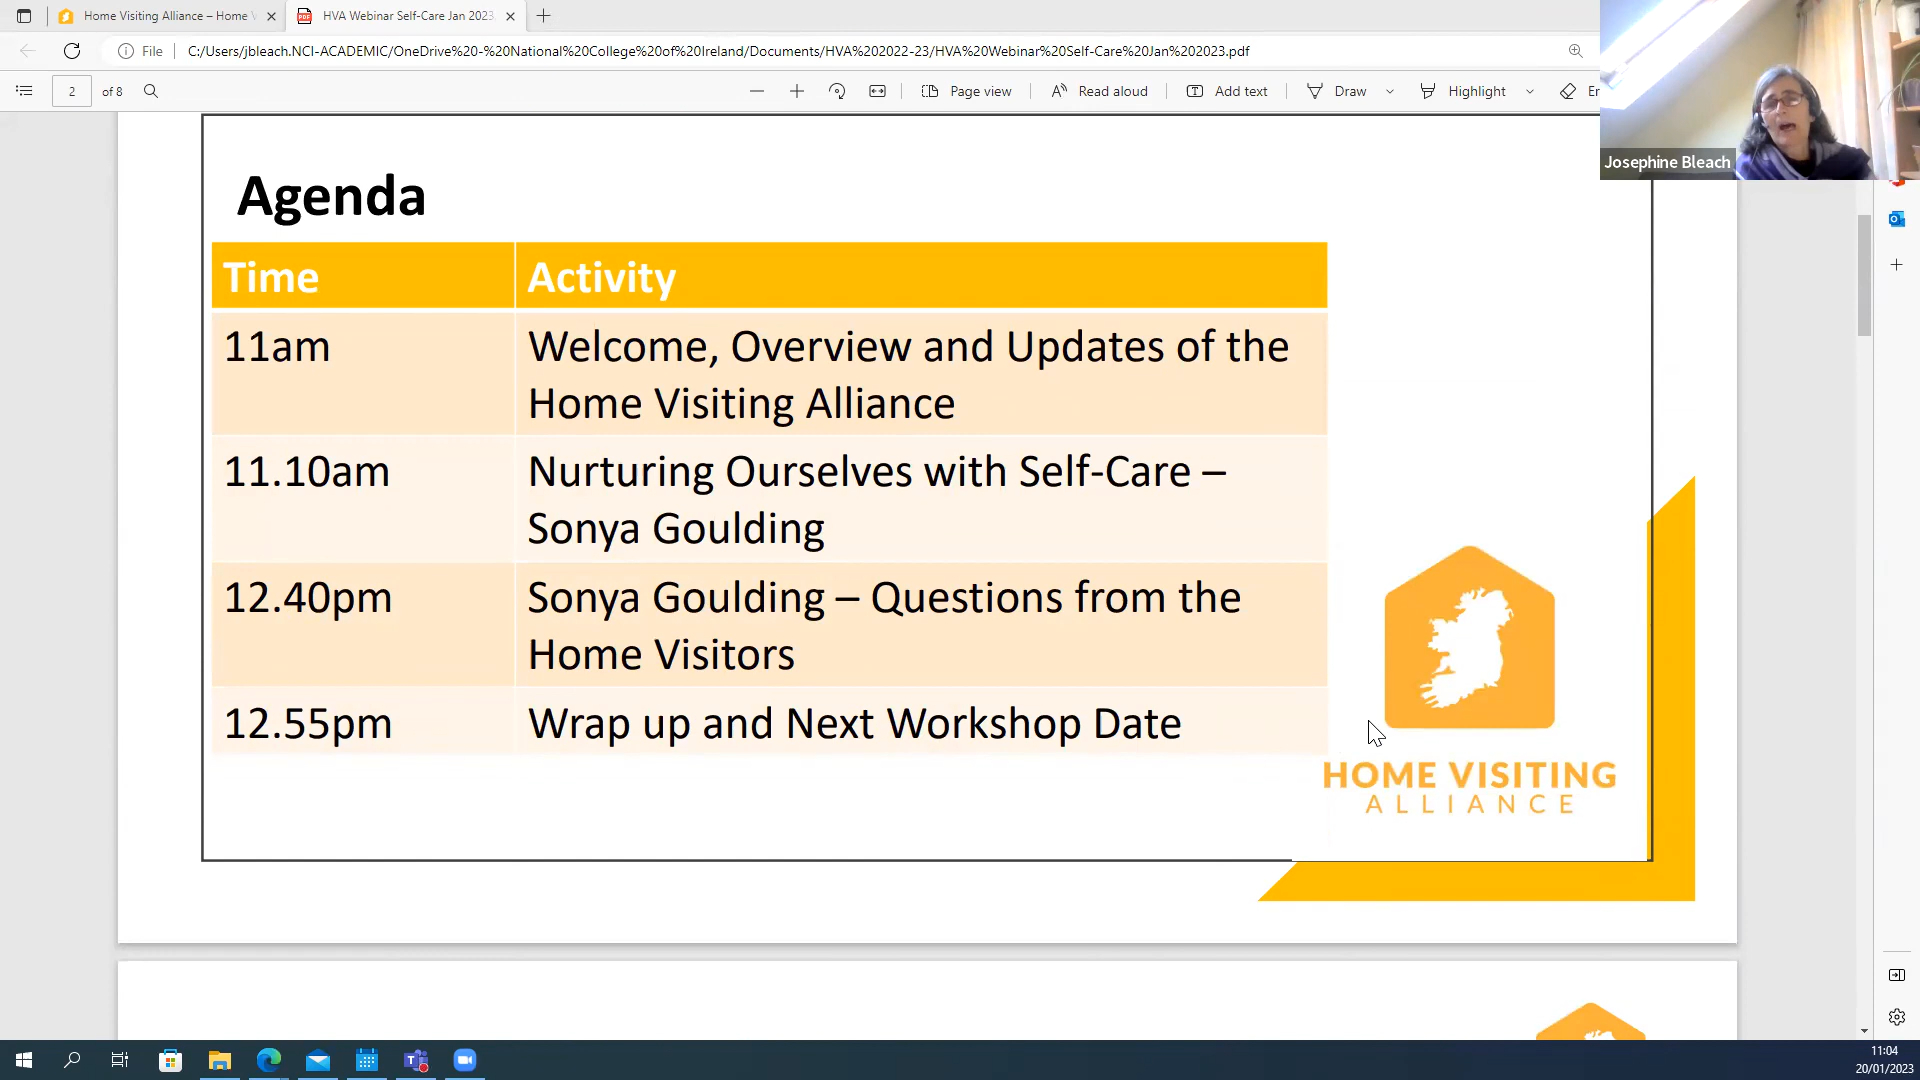 Home Visiting Alliance – Home V
HVA Webinar Self-Care Jan 2023
File
C:/Users/jbleach.NCI-ACADEMIC/OneDrive%20-%20National%20College%20of%20Ireland/Documents/HVA%202022-23/HVA%20Webinar%20Self-Care%20Jan%202023.pdf
2 of 8
Page view
Read aloud
Add text
Draw
Highlight
Josephine Bleach
Agenda
Time Activity
11am Welcome, Overview and Updates of the
Home Visiting Alliance
11.10am Nurturing Ourselves with Self-Care –
Sonya Goulding
12.40pm Sonya Goulding – Questions from the
Home Visitors
12.55pm Wrap up and Next Workshop Date
HOME VISITING
ALLIANCE
11:04
20/01/2023